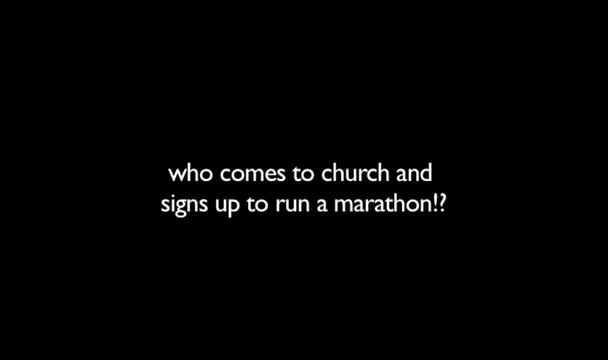 who comes to church and
signs up to run a marathon!?